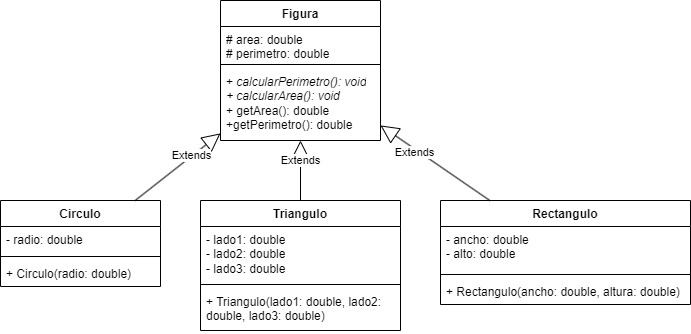 Figura
# area: double
# perimetro: double
+ calcularPerimetro(): void
+ calcularArea(): void
+ getArea(): double
+getPerimetro(): double
Extends
Extends
Extends
Circulo
- radio: double
+ Circulo(radio: double)
Triangulo
- lado1: double
- lado2: double
- lado3: double
+ Triangulo(lado1: double, lado2:
double, lado3: double)
Rectangulo
- ancho: double
- alto: double
+ Rectangulo(ancho: double, altura: double)